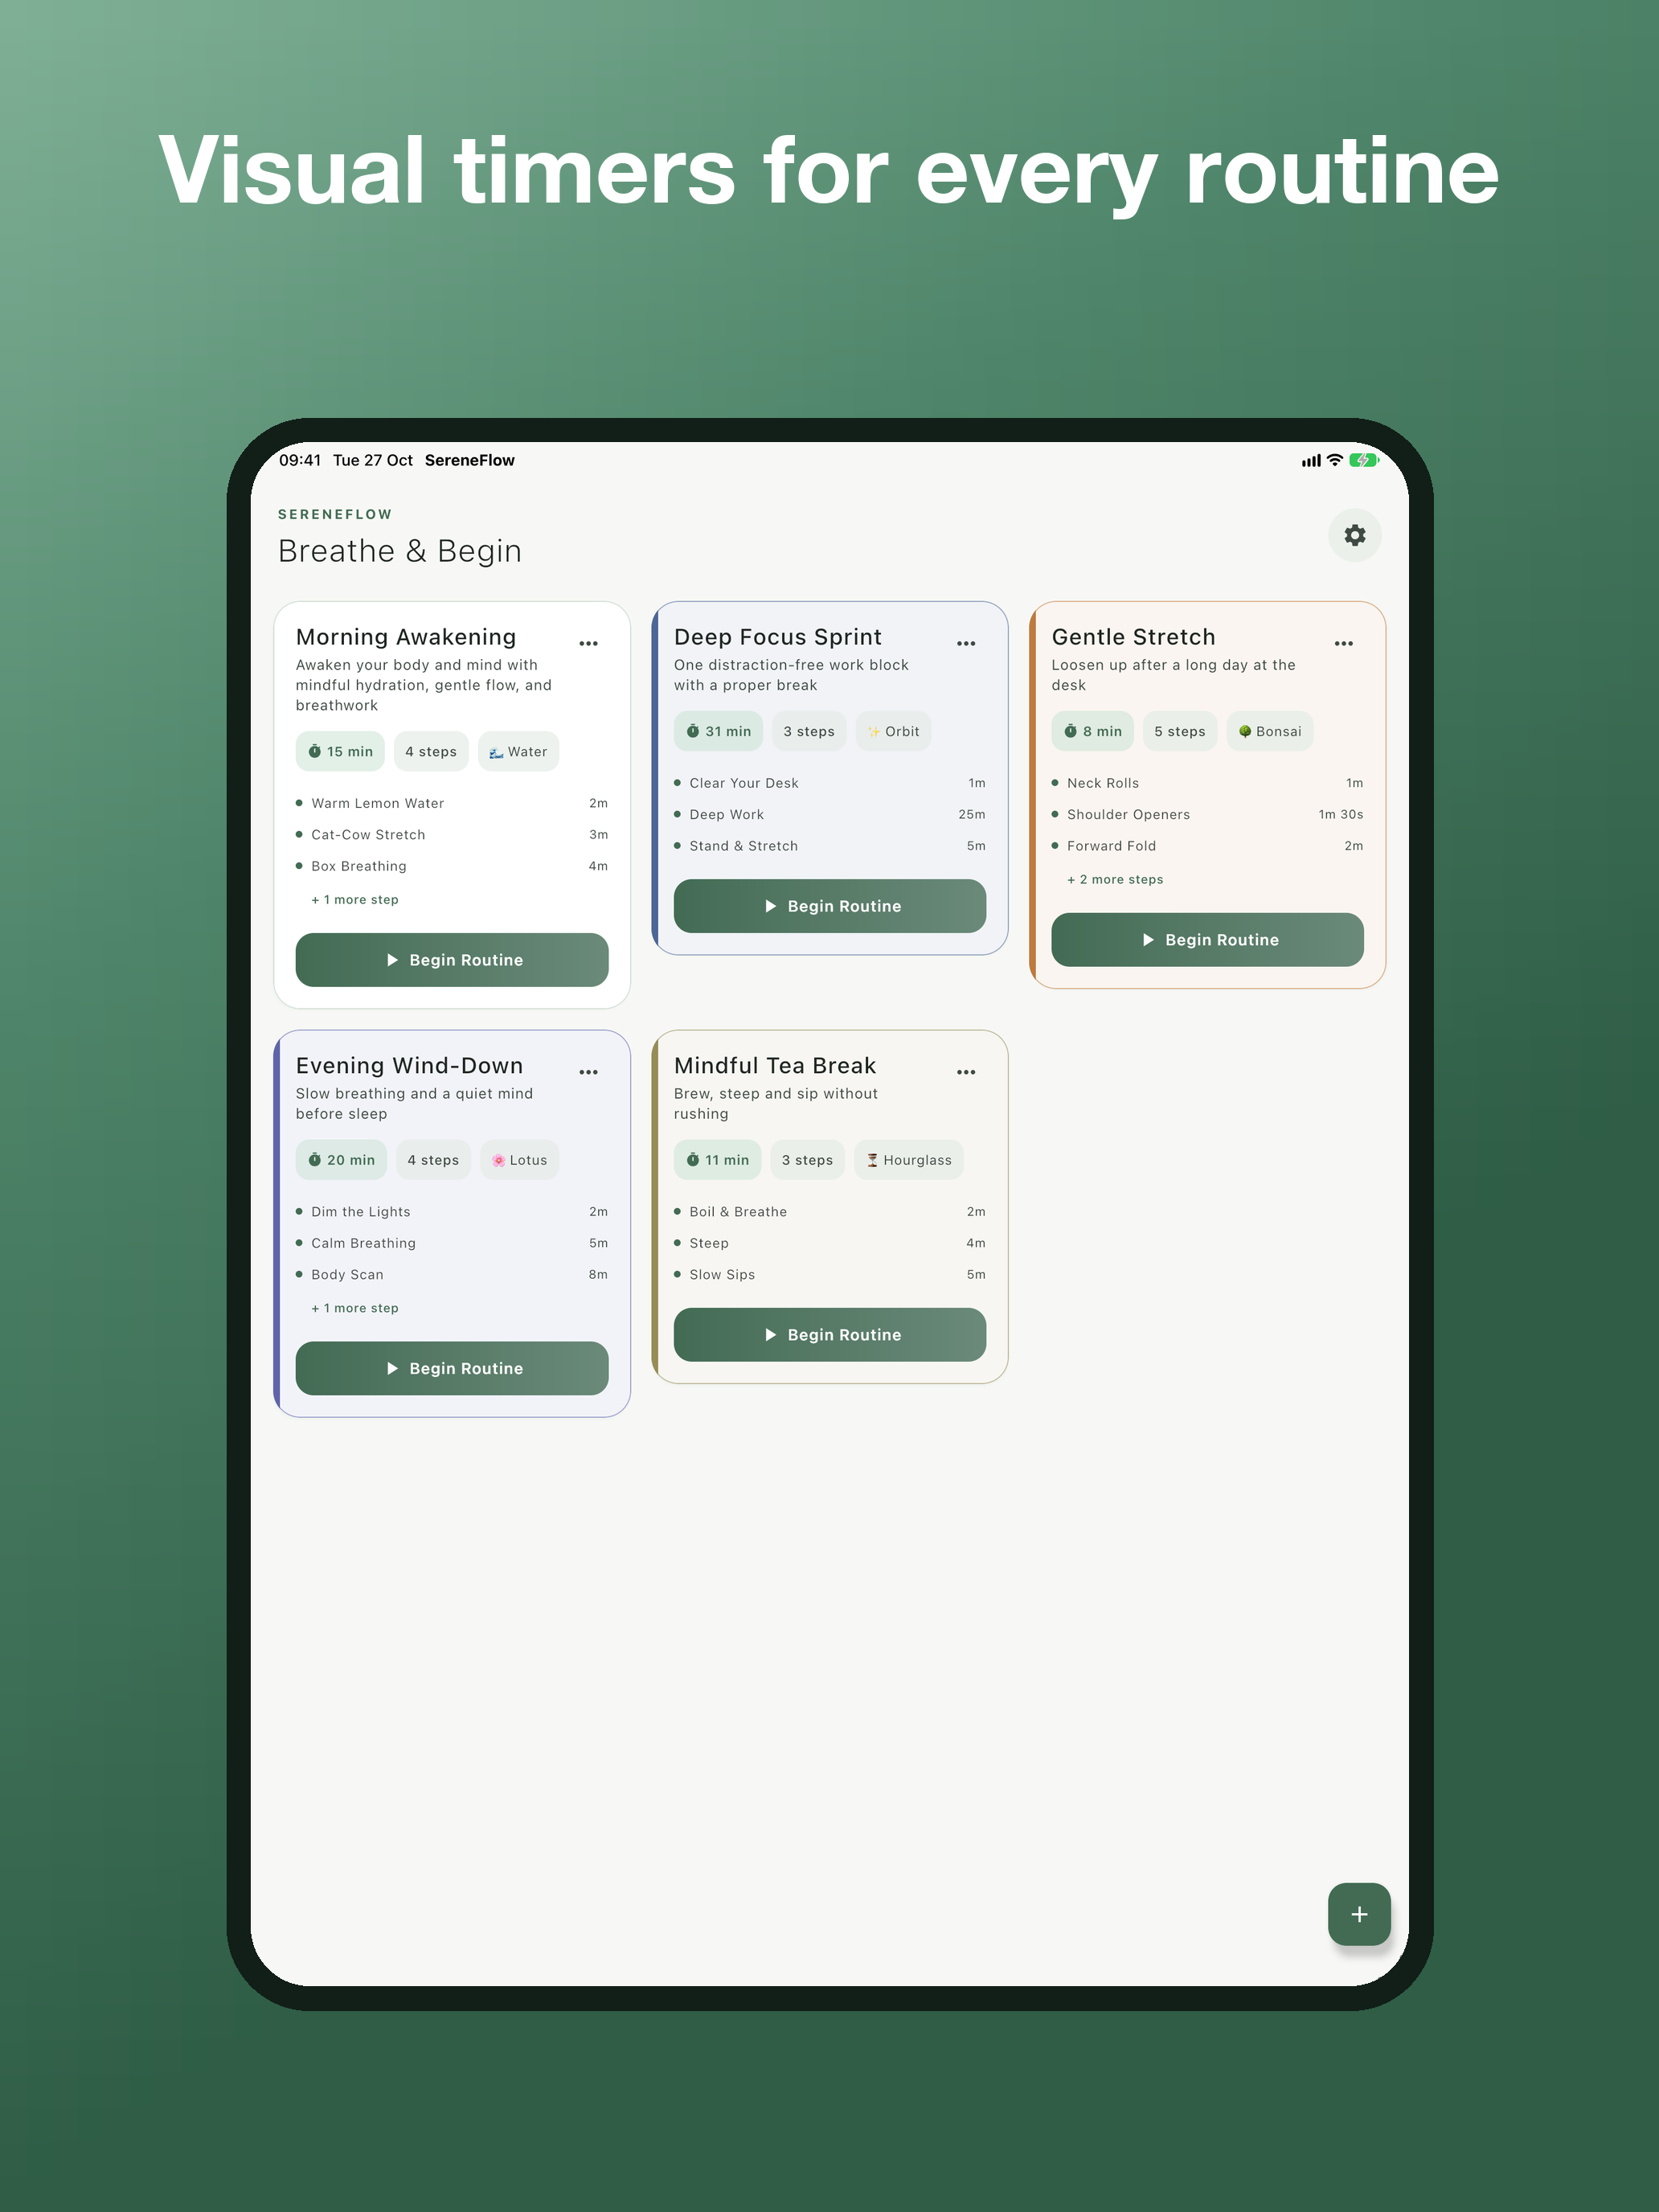 Visual timers for every routine
09:41 Tue 27 Oct SereneFlow
SERENEFLOW
Breathe & Begin
Morning Awakening
Awaken your body and mind with
mindful hydration, gentle flow, and
breathwork
15 min
4 steps
Water
Warm Lemon Water 2m
Cat-Cow Stretch 3m
Box Breathing 4m
+ 1 more step
Begin Routine
Deep Focus Sprint
One distraction-free work block
with a proper break
31 min
3 steps
Orbit
Clear Your Desk 1m
Deep Work 25m
Stand & Stretch 5m
Begin Routine
Gentle Stretch
Loosen up after a long day at the
desk
8 min
5 steps
Bonsai
Neck Rolls 1m
Shoulder Openers 1m 30s
Forward Fold 2m
+ 2 more steps
Begin Routine
Evening Wind-Down
Slow breathing and a quiet mind
before sleep
20 min
4 steps
Lotus
Dim the Lights 2m
Calm Breathing 5m
Body Scan 8m
+ 1 more step
Begin Routine
Mindful Tea Break
Brew, steep and sip without
rushing
11 min
3 steps
Hourglass
Boil & Breathe 2m
Steep 4m
Slow Sips 5m
Begin Routine